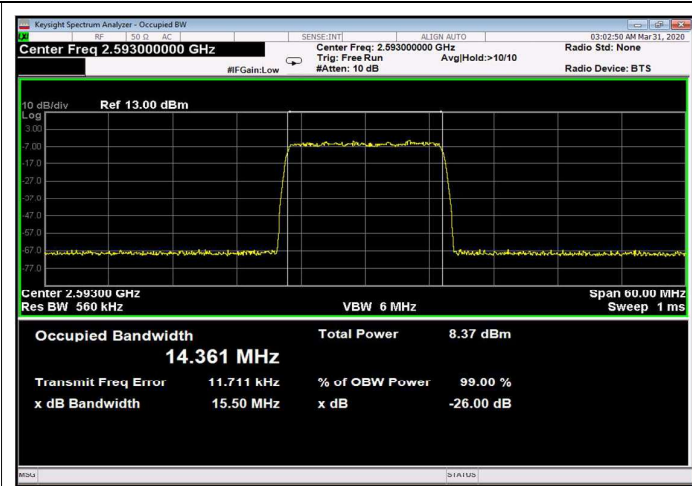 Keysight Spectrum Analyzer - Occupied BW
RF 50 Ω AC SENSE:INT ALIGN AUTO 03:02:50 AM Mar 31, 2020
Center Freq 2.593000000 GHz Center Freq: 2.593000000 GHz Radio Std: None
Trig: Free Run Avg|Hold:>10/10
#IFGain:Low #Atten: 10 dB Radio Device: BTS
10 dB/div Ref 13.00 dBm
Log
3.00
-7.00
-17.0
-27.0
-37.0
-47.0
-57.0
-67.0
-77.0
Center 2.59300 GHz Span 60.00 MHz
Res BW 560 kHz VBW 6 MHz Sweep 1 ms
Occupied Bandwidth Total Power 8.37 dBm
14.361 MHz
Transmit Freq Error 11.711 kHz % of OBW Power 99.00 %
x dB Bandwidth 15.50 MHz x dB -26.00 dB
MSG STATUS